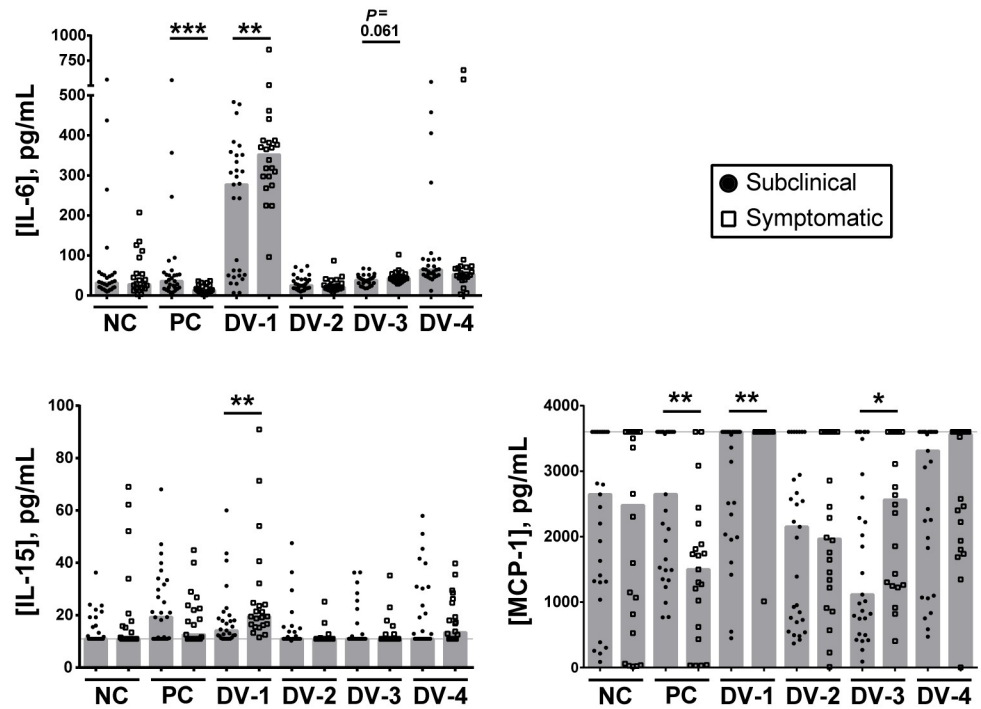 P=
0.061
*** **
1000
750
500
400
300
200
100
0
[IL-6], pg/mL
NC PC DV-1 DV-2 DV-3 DV-4
Subclinical
Symptomatic
**
100
80
60
40
20
0
[IL-15], pg/mL
NC PC DV-1 DV-2 DV-3 DV-4
** ** *
4000
3000
2000
1000
0
[MCP-1], pg/mL
NC PC DV-1 DV-2 DV-3 DV-4